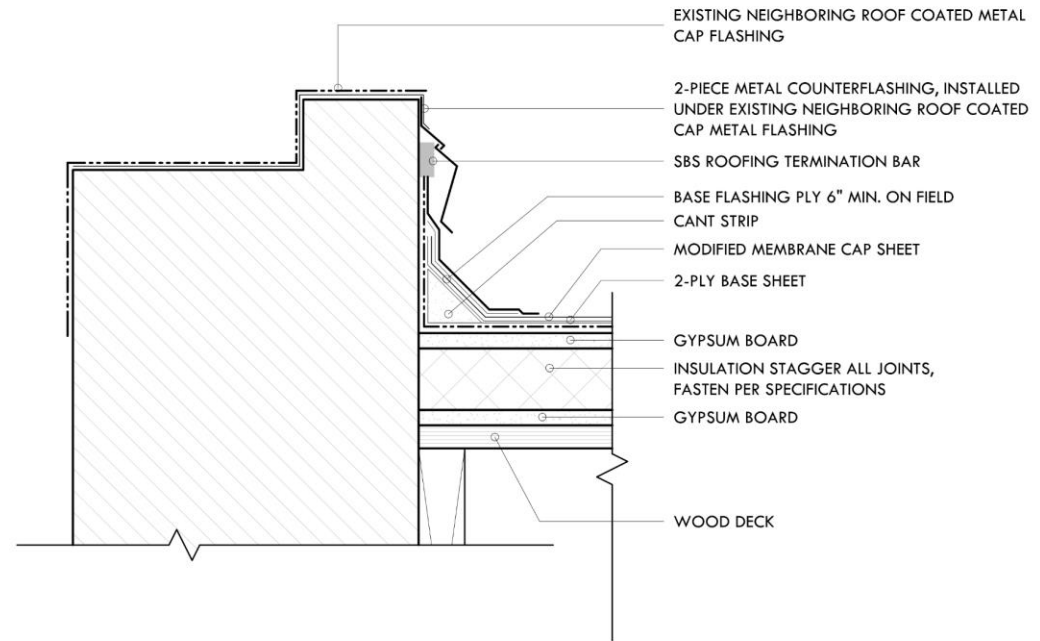 EXISTING NEIGHBORING ROOF COATED METAL
CAP FLASHING
2-PIECE METAL COUNTERFLASHING, INSTALLED
UNDER EXISTING NEIGHBORING ROOF COATED
CAP METAL FLASHING
SBS ROOFING TERMINATION BAR
BASE FLASHING PLY 6" MIN. ON FIELD
CANT STRIP
MODIFIED MEMBRANE CAP SHEET
2-PLY BASE SHEET
GYPSUM BOARD
INSULATION STAGGER ALL JOINTS,
FASTEN PER SPECIFICATIONS
GYPSUM BOARD
WOOD DECK